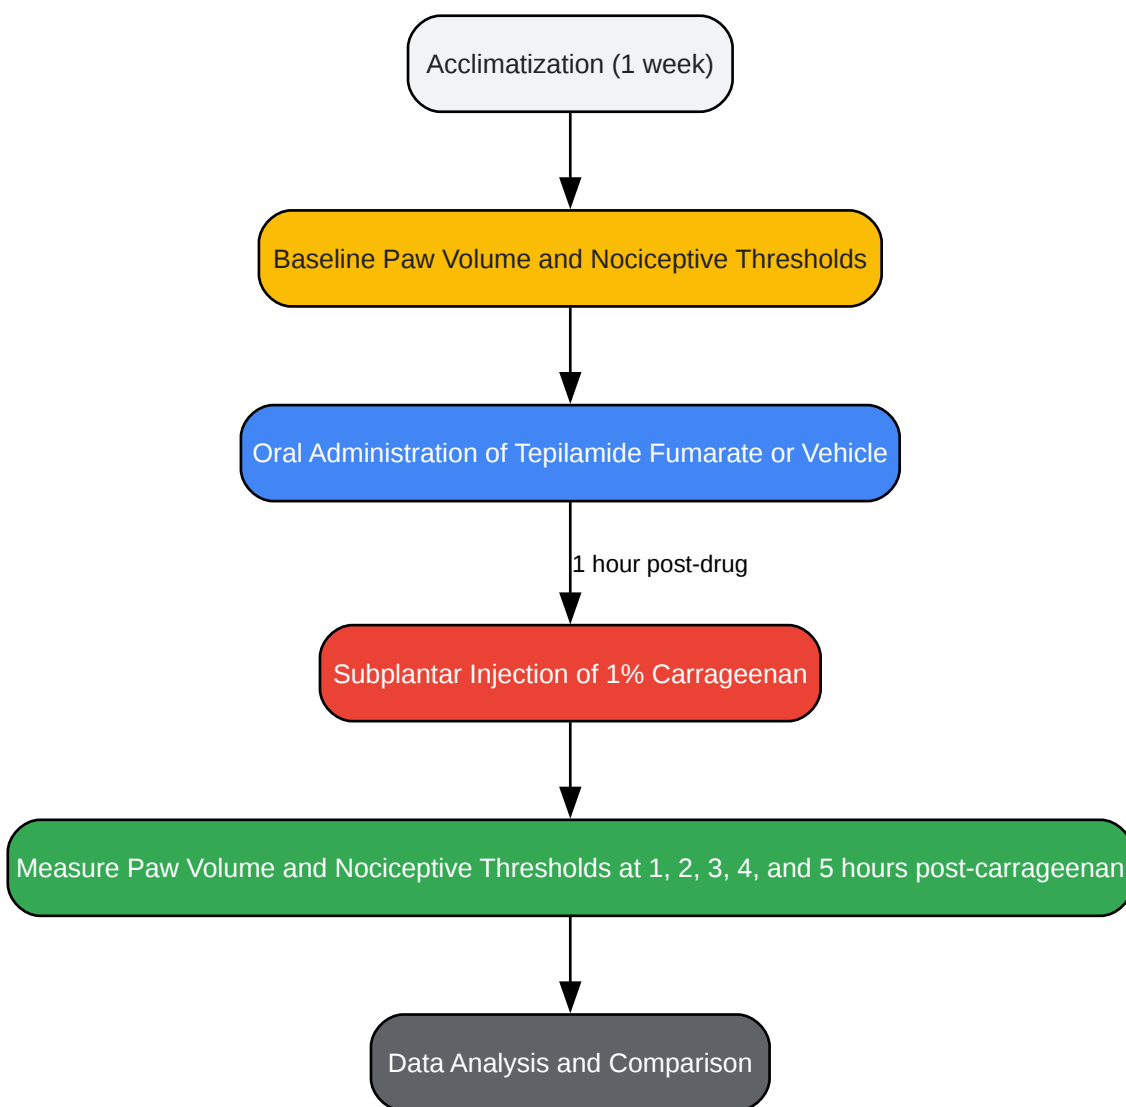 Acclimatization (1 week)
Baseline Paw Volume and Nociceptive Thresholds
Oral Administration of Tepilamide Fumarate or Vehicle
1 hour post-drug
Subplantar Injection of 1% Carrageenan
Measure Paw Volume and Nociceptive Thresholds at 1, 2, 3, 4, and 5 hours post-carrageenan
Data Analysis and Comparison